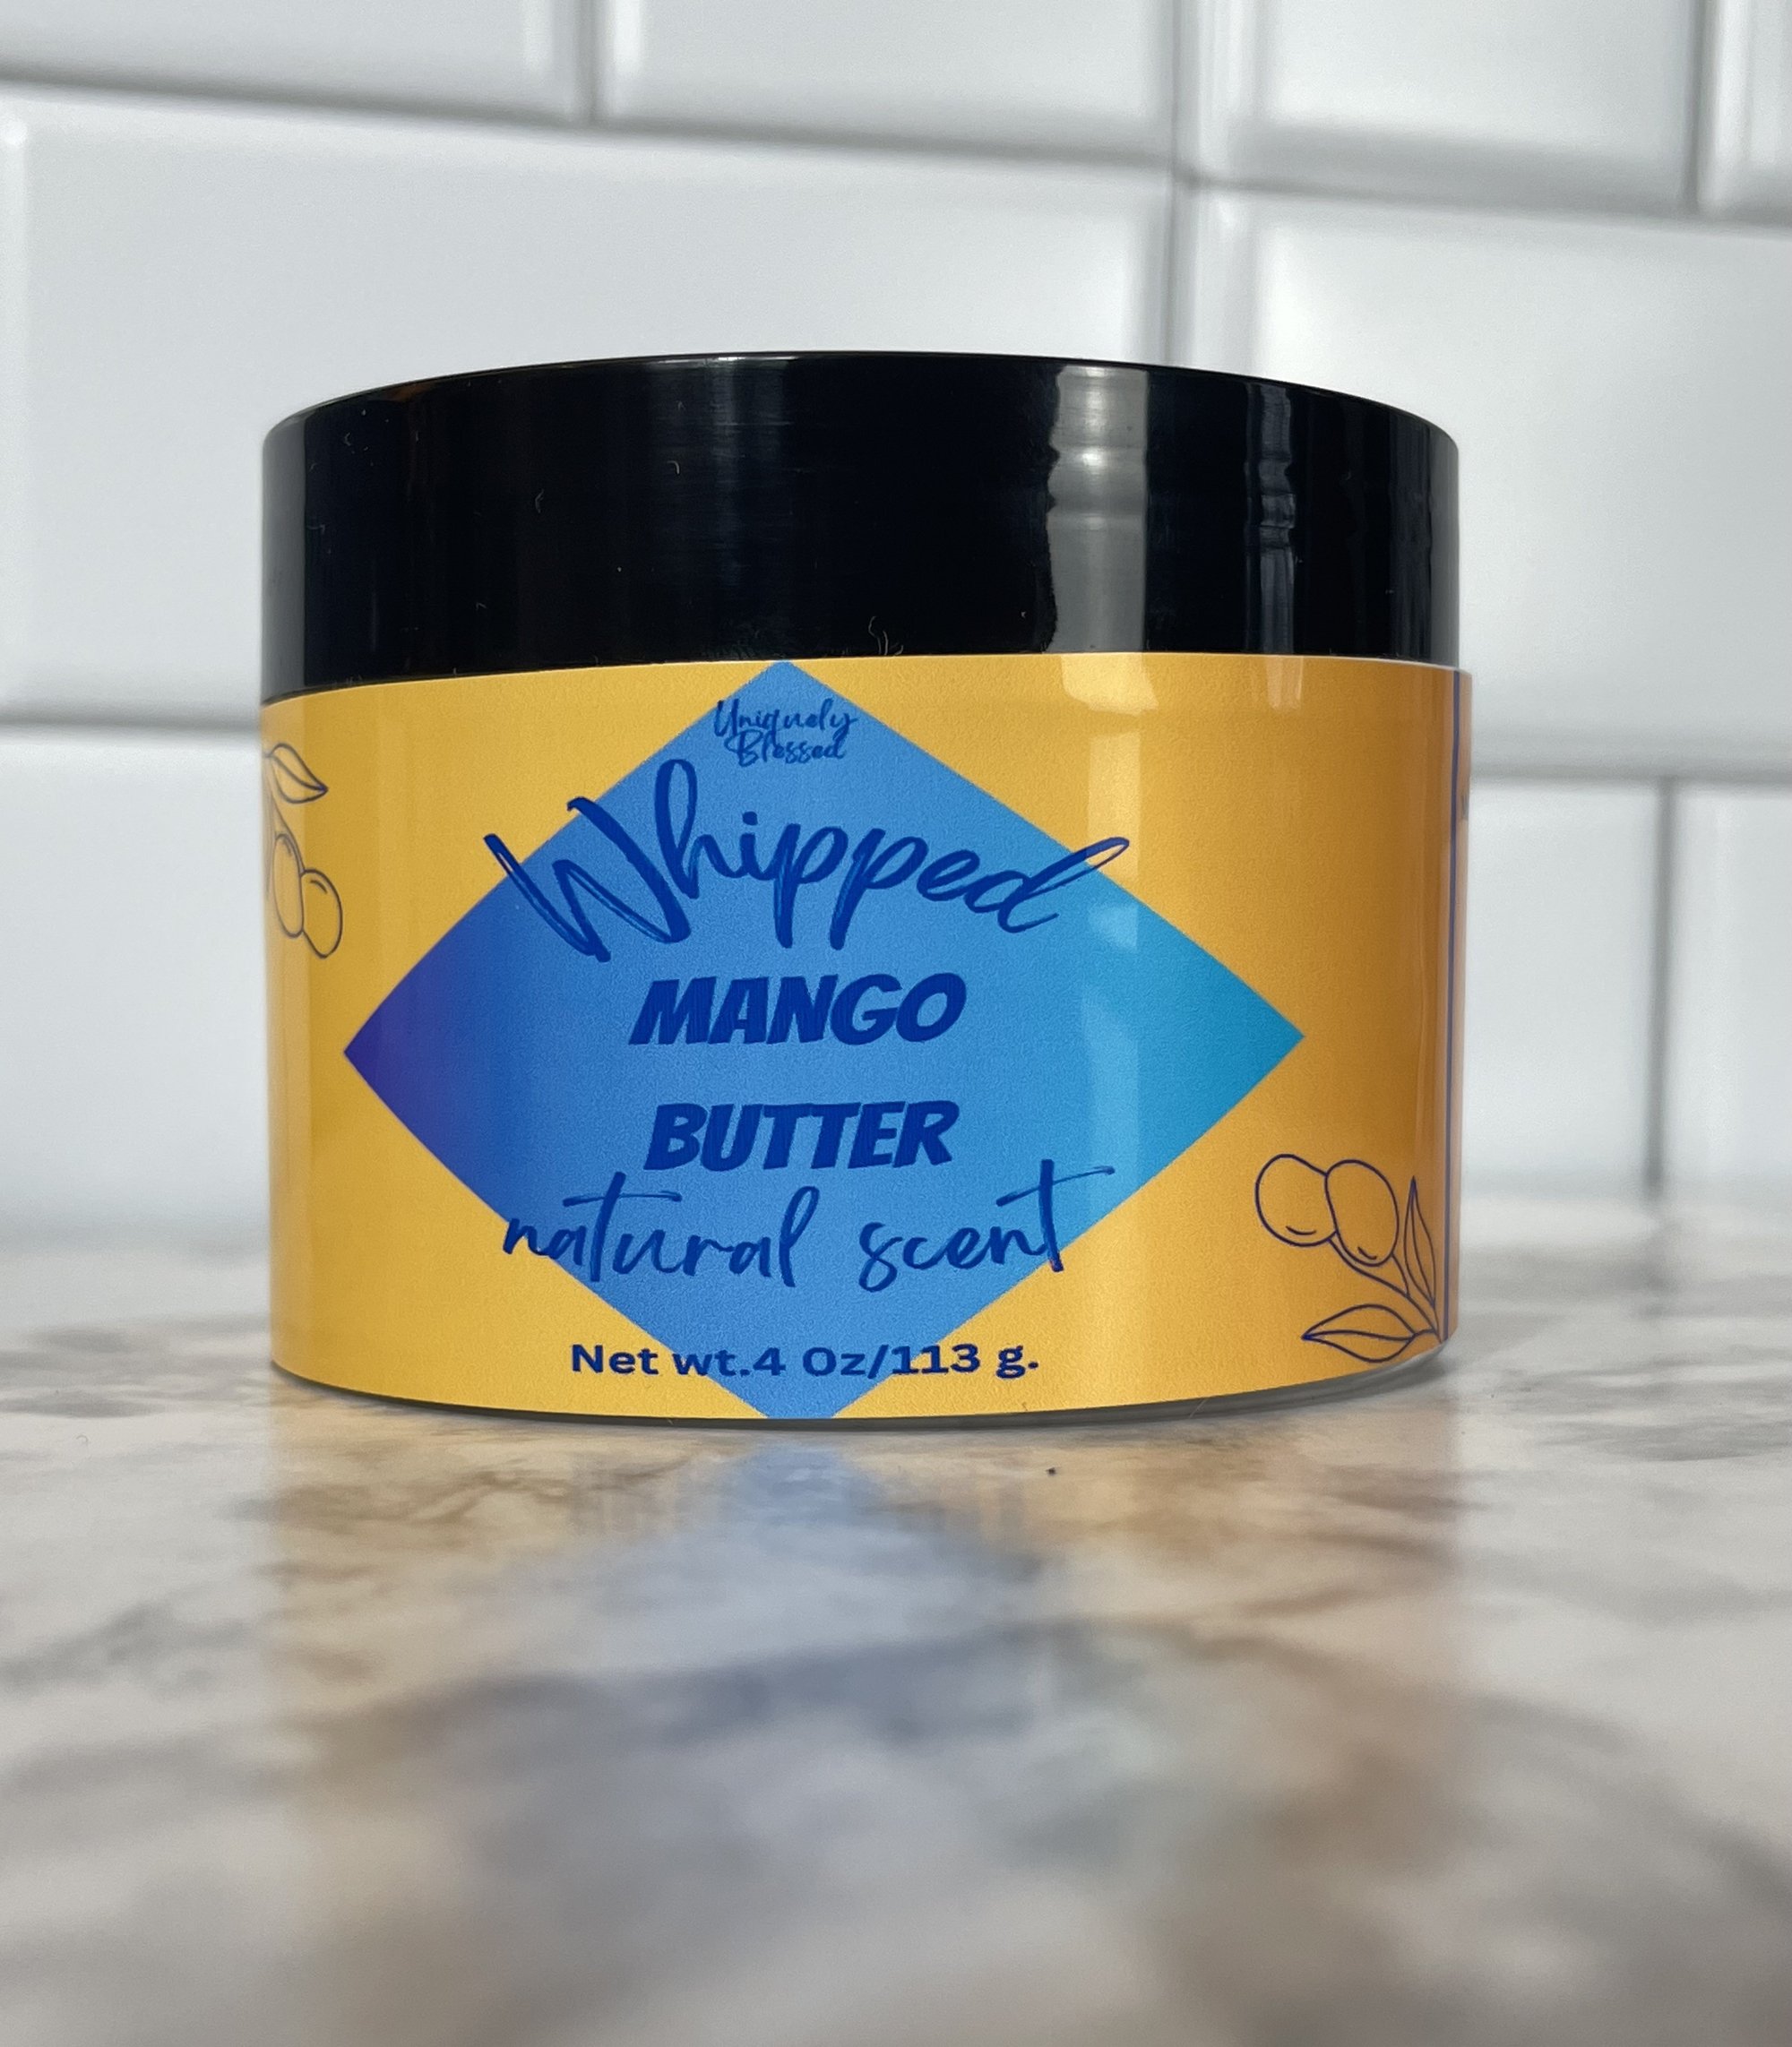 Uniquely
Blessed
Whipped
MANGO
BUTTER
natural scent
Net wt.4 Oz/113 g.